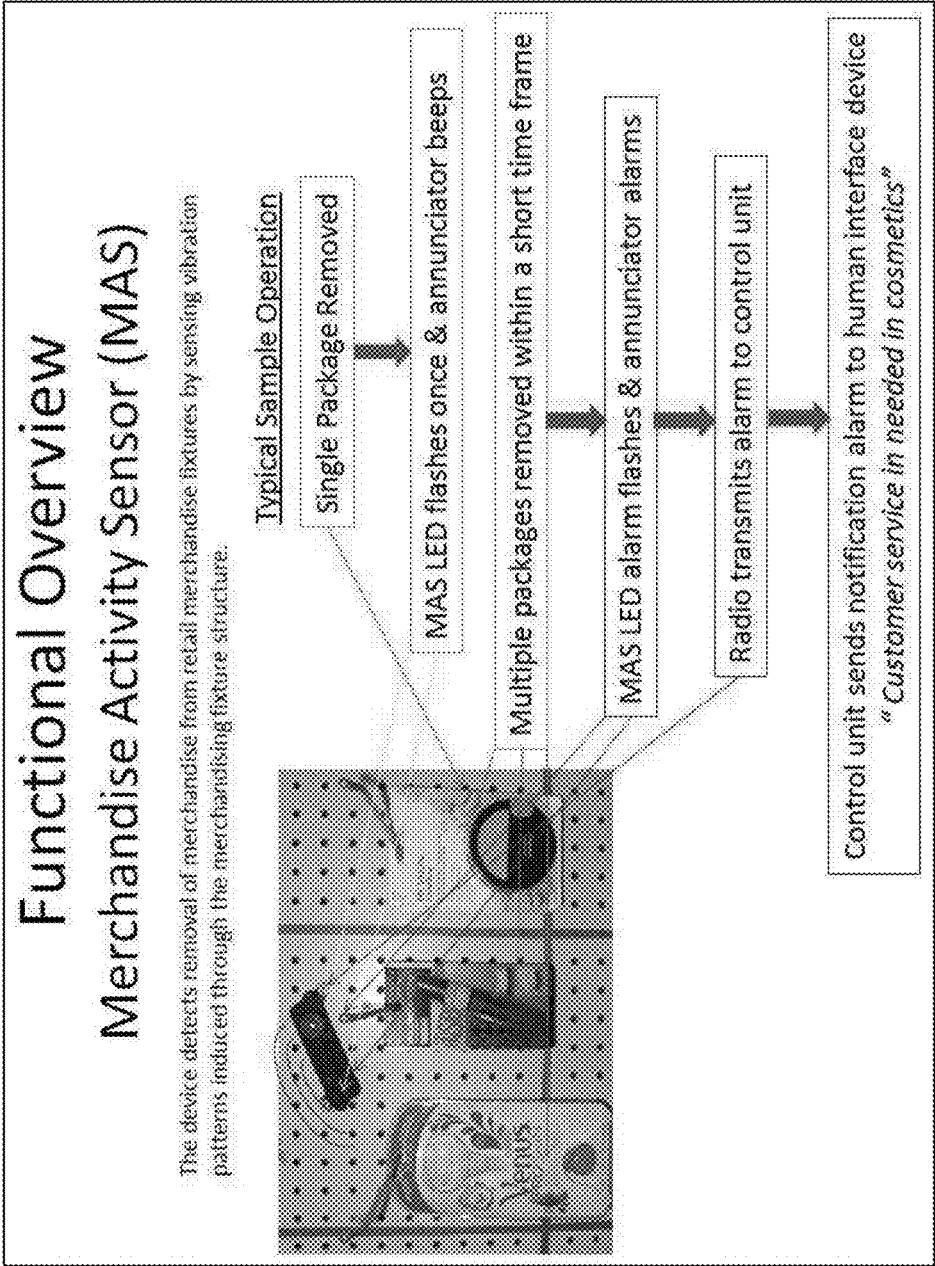 Functional Overview
Merchandise Activity Sensor (MAS)
The device detects removal of merchandise from retail merchandise fixtures by sensing vibration
patterns induced through the merchandising fixture structure.
Typical Sample Operation
Single Package Removed
MAS LED flashes once & annunciator beeps
Multiple packages removed within a short time frame
MAS LED alarm flashes & annunciator alarms
Radio transmits alarm to control unit
Control unit sends notification alarm to human interface device
“ Customer service in needed in cosmetics”
Venus